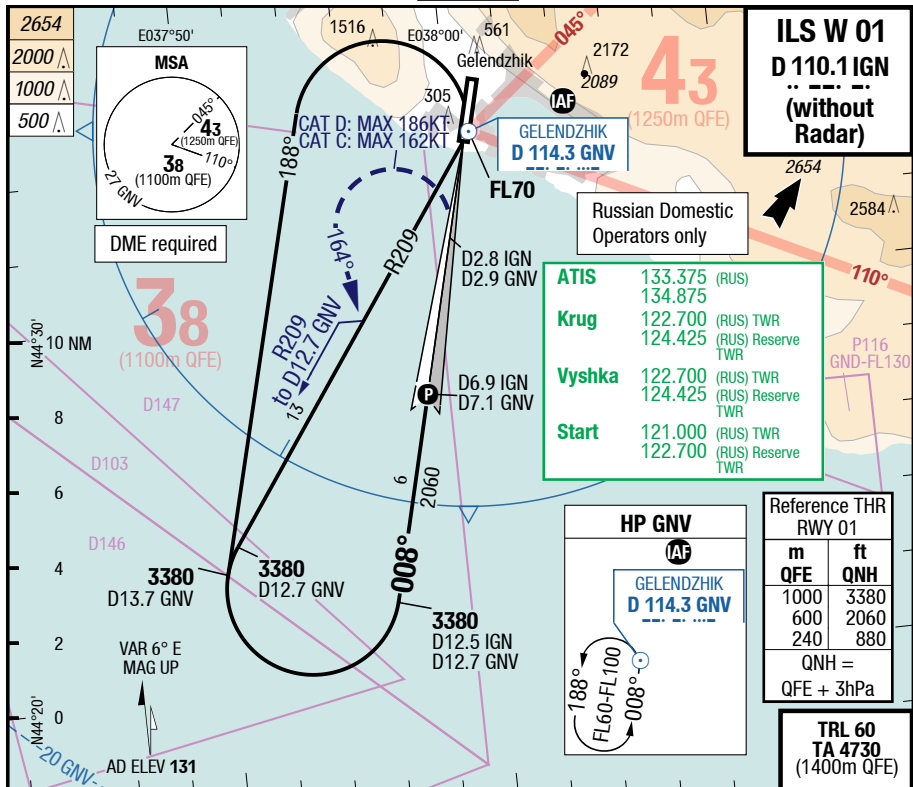 2654
2000
1000
500
E037°50'
1516
E038°00'
561
Gelendzhik
045°
2172
2089
43
(1250m QFE)
ILS W 01
D 110.1 IGN
(without
Radar)
MSA
045°
43
(1250m QFE)
110°
38
(1100m QFE)
27 GNV
DME required
305
CAT D: MAX 186KT
CAT C: MAX 162KT
IAF
GELENDZHIK
D 114.3 GNV
FL70
2654
2584
Russian Domestic
Operators only
110°
188°
164°
R209
R209
to D12.7 GNV
13
D2.8 IGN
D2.9 GNV
ATIS 133.375 (RUS)
134.875
Krug 122.700 (RUS) TWR
124.425 (RUS) Reserve
TWR
Vyshka 122.700 (RUS) TWR
124.425 (RUS) Reserve
TWR
Start 121.000 (RUS) TWR
122.700 (RUS) Reserve
TWR
P116
GND-FL130
38
(1100m QFE)
N44°30'
10 NM
8
6
4
2
0
N44°20'
D147
D103
D146
P
D6.9 IGN
D7.1 GNV
6
2060
008°
3380
D13.7 GNV
3380
D12.7 GNV
3380
D12.5 IGN
D12.7 GNV
VAR 6° E
MAG UP
20 GNV
AD ELEV 131
HP GNV
IAF
GELENDZHIK
D 114.3 GNV
188°
FL60-FL100
008°
Reference THR
RWY 01
m ft
QFE QNH
1000 3380
600 2060
240 880
QNH =
QFE + 3hPa
TRL 60
TA 4730
(1400m QFE)